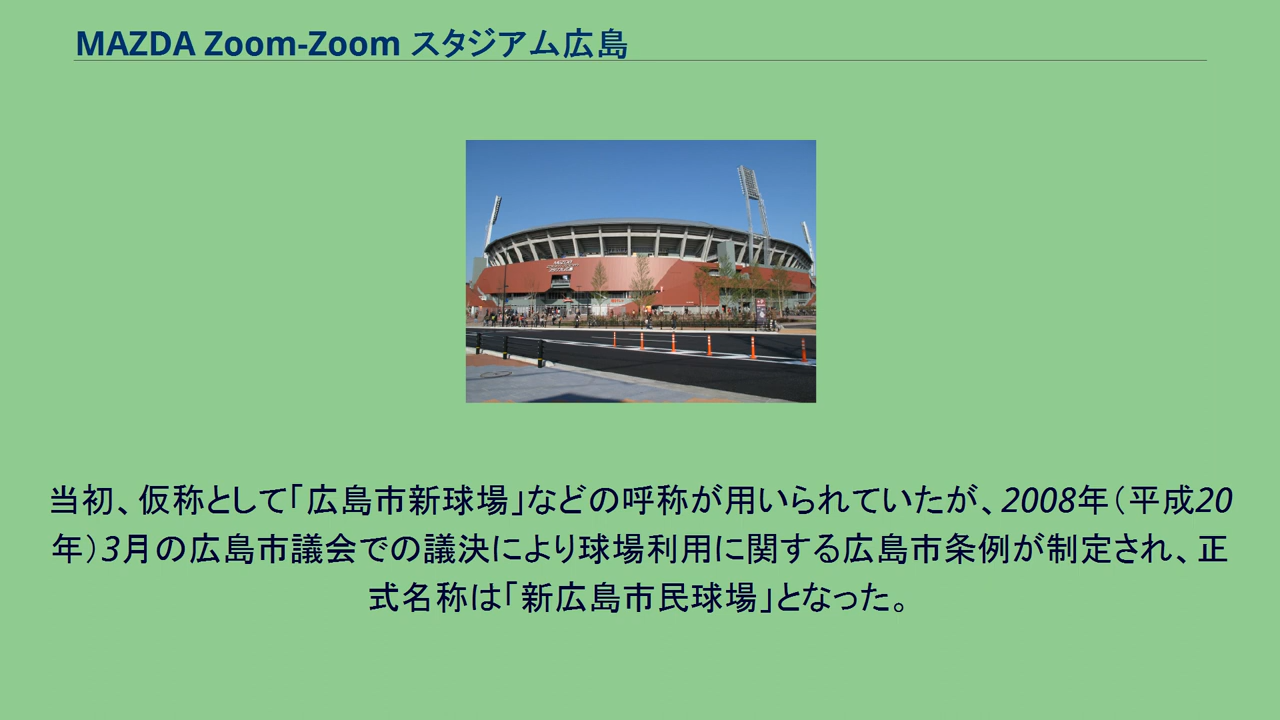 MAZDA Zoom-Zoom スタジアム広島
当初、仮称として「広島市新球場」などの呼称が用いられていたが、2008年（平成20
年）3月の広島市議会での議決により球場利用に関する広島市条例が制定され、正
式名称は「新広島市民球場」となった。